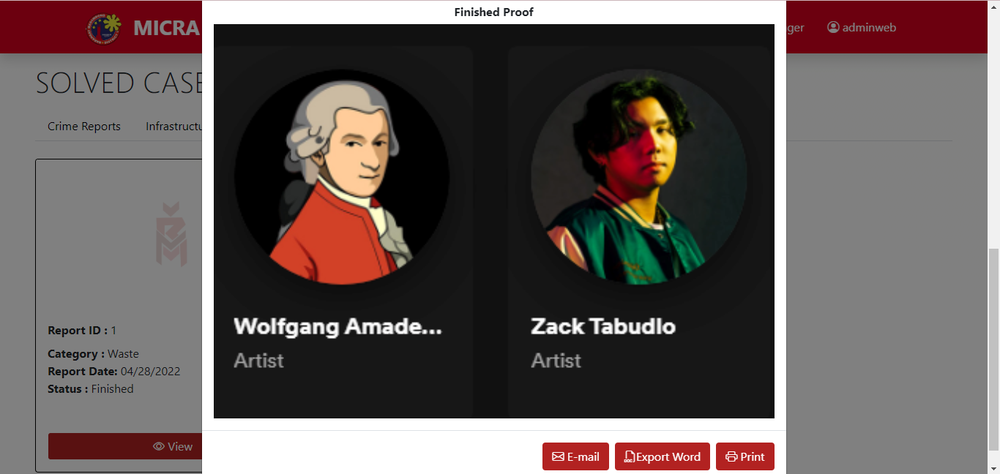 MICRA
ger
adminweb
SOLVED CASE
Crime Reports
Infrastructu
Report ID : 1
Category : Waste
Report Date: 04/28/2022
Status : Finished
View
Finished Proof
Wolfgang Amade...
Artist
Zack Tabudlo
Artist
E-mail
Export Word
Print